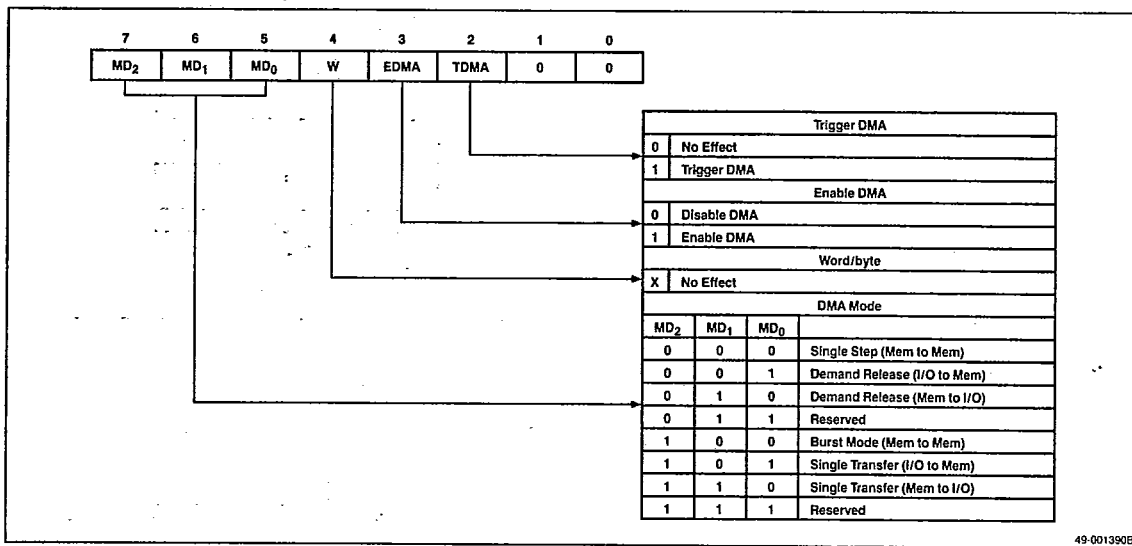 7 6 5 4 3 2 1 0
MD2 MD1 MD0 W EDMA TDMA 0 0
Trigger DMA
0 No Effect
1 Trigger DMA
Enable DMA
0 Disable DMA
1 Enable DMA
Word/byte
X No Effect
DMA Mode
MD2 MD1 MD0
0 0 0 Single Step (Mem to Mem)
0 0 1 Demand Release (I/O to Mem)
0 1 0 Demand Release (Mem to I/O)
0 1 1 Reserved
1 0 0 Burst Mode (Mem to Mem)
1 0 1 Single Transfer (I/O to Mem)
1 1 0 Single Transfer (Mem to I/O)
1 1 1 Reserved
49-001390B